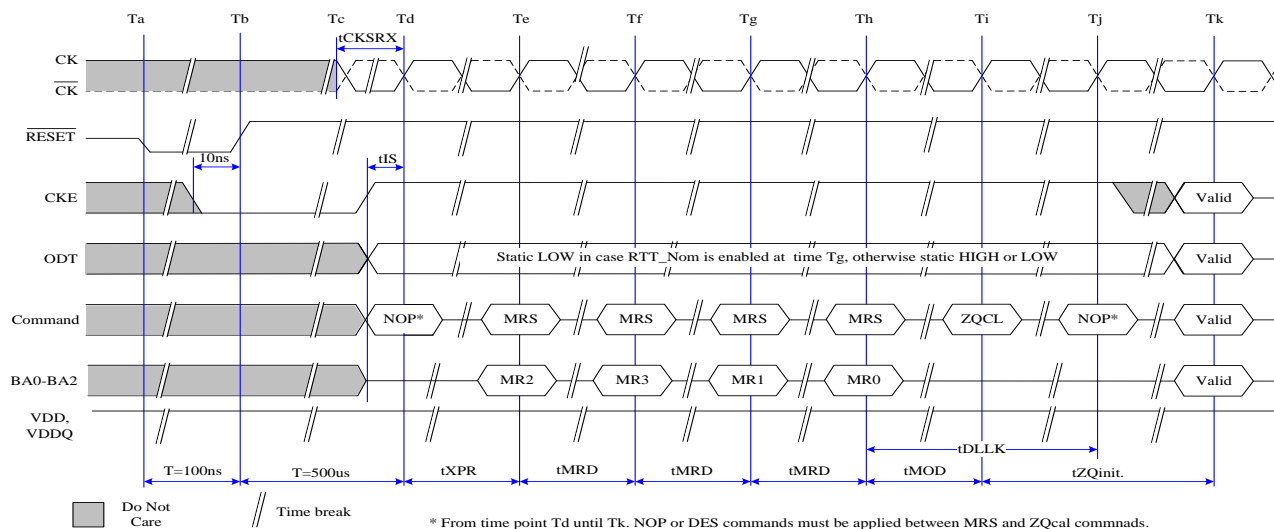 Ta Tb Tc Td Te Tf Tg Th Ti Tj Tk
tCKSRX
CK
CK
RESET
10ns
tIS
CKE
Valid
ODT
Static LOW in case RTT_Nom is enabled at time Tg, otherwise static HIGH or LOW
Valid
Command
NOP* MRS MRS MRS MRS ZQCL NOP* Valid
BA0-BA2
MR2 MR3 MR1 MR0 Valid
VDD,
VDDQ
tDLLK
T=100ns T=500us tXPR tMRD tMRD tMRD tMOD tZQinit.
Do Not
Care
Time break
* From time point Td until Tk. NOP or DES commands must be applied between MRS and ZQcal commnads.